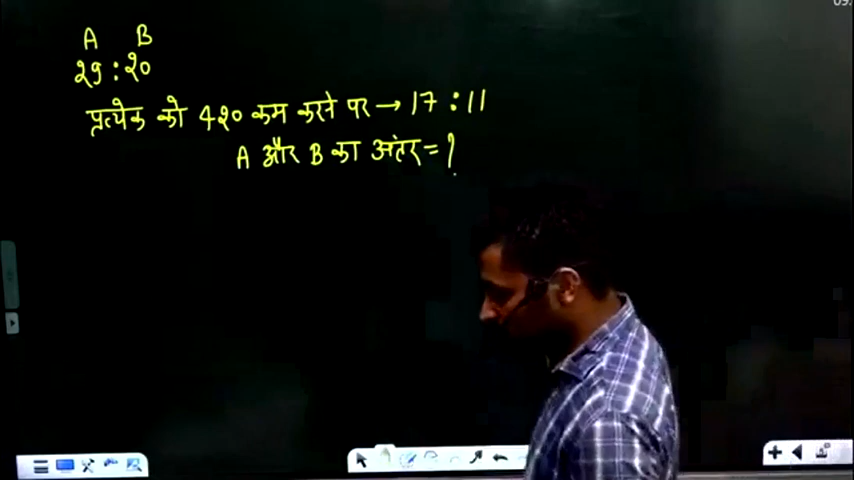 A B
29 : 20
प्रत्येक को 420 कम करने पर → 17 : 11
A और B का अंतर = ?